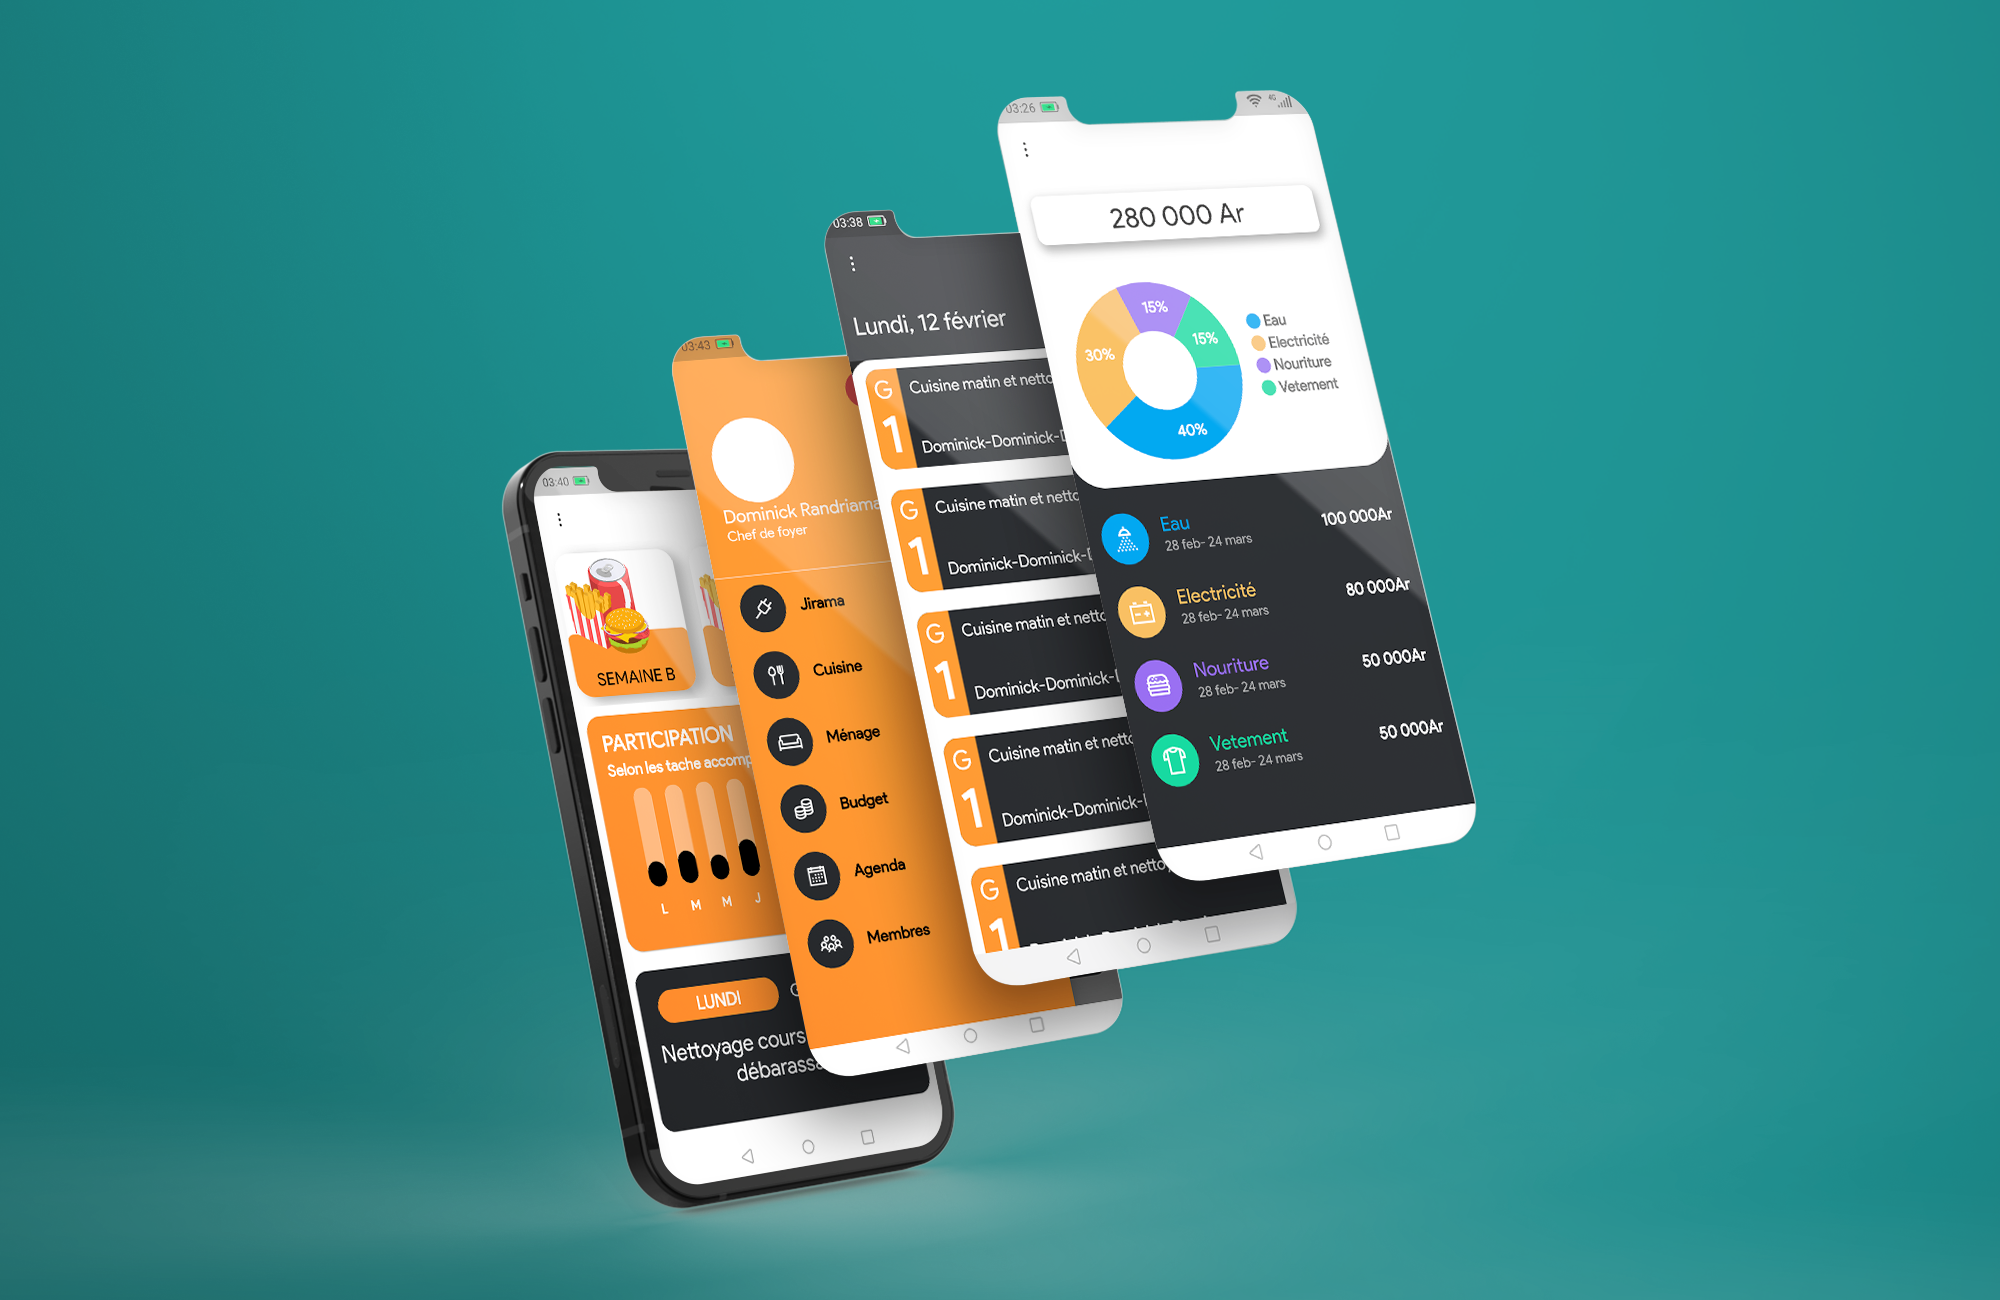 03:40
SEMAINE B
PARTICIPATION
Selon les tache accomp
L M M J
LUNDI
Nettoyage cours
débarass
03:43
Dominick Randriama
Chef de foyer
Jirama
Cuisine
Ménage
Budget
Agenda
Membres
03:38
Lundi, 12 février
G
1
Cuisine matin et netto
Dominick-Dominick-D
G
1
Cuisine matin et netto
Dominick-Dominick-D
G
1
Cuisine matin et netto
Dominick-Dominick-
G
1
Cuisine matin et netto
Dominick-Dominick-
G
1
Cuisine matin et netto
03:26
4G
280 000 Ar
15%
15%
30%
40%
Eau
Electricité
Nouriture
Vetement
Eau
28 feb- 24 mars
100 000Ar
Electricité
28 feb- 24 mars
80 000Ar
Nouriture
28 feb- 24 mars
50 000Ar
Vetement
28 feb- 24 mars
50 000Ar